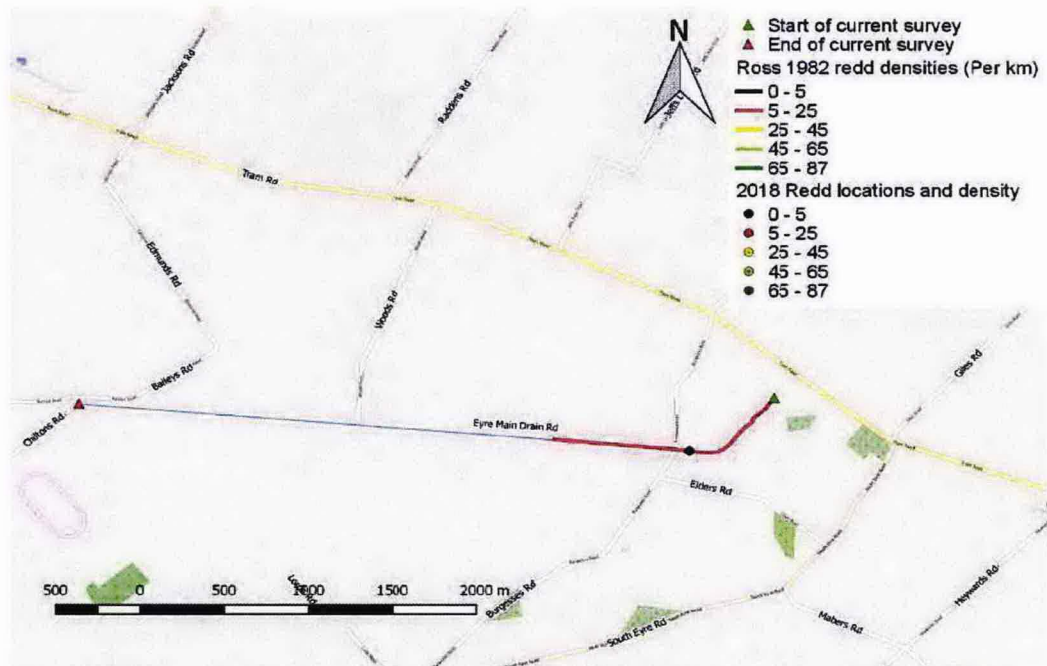 N
Start of current survey
End of current survey
Ross 1982 redd densities (Per km)
0 - 5
5 - 25
25 - 45
45 - 65
65 - 87
2018 Redd locations and density
0 - 5
5 - 25
25 - 45
45 - 65
65 - 87
Jacksons Rd
Raddens Rd
Tram Rd
Edmunds Rd
Woods Rd
Giles Rd
Baileys Rd
Chiltons Rd
Eyre Main Drain Rd
Elders Rd
500 0 500 1000 1500 2000 m
Burgesses Rd
South Eyre Rd
Mabers Rd
Heywards Rd